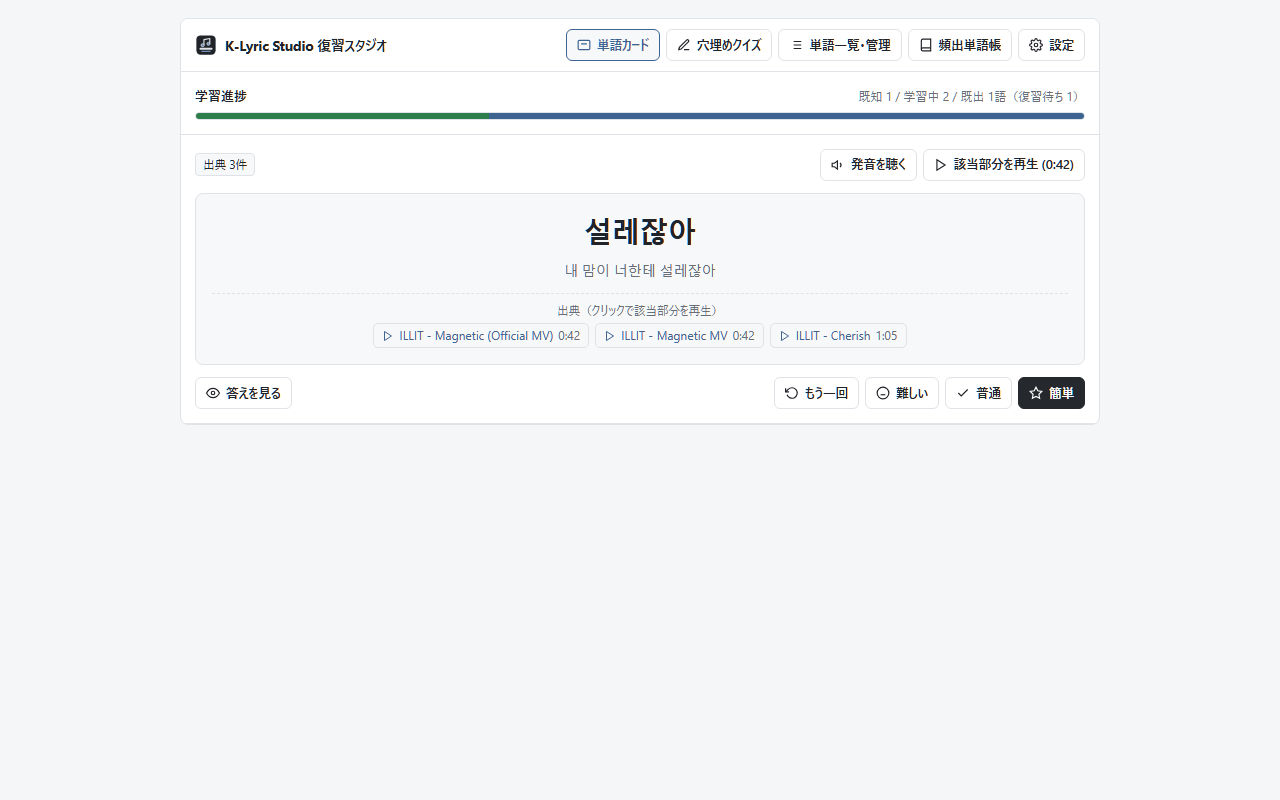 K-Lyric Studio 復習スタジオ
単語カード
穴埋めクイズ
単語一覧・管理
頻出単語帳
設定
学習進捗
既知 1 / 学習中 2 / 既出 1語（復習待ち 1）
出典 3件
発音を聴く
該当部分を再生 (0:42)
설레잖아
내 맘이 너한테 설레잖아
出典（クリックで該当部分を再生）
ILLIT - Magnetic (Official MV) 0:42
ILLIT - Magnetic MV 0:42
ILLIT - Cherish 1:05
答えを見る
もう一回
難しい
普通
簡単